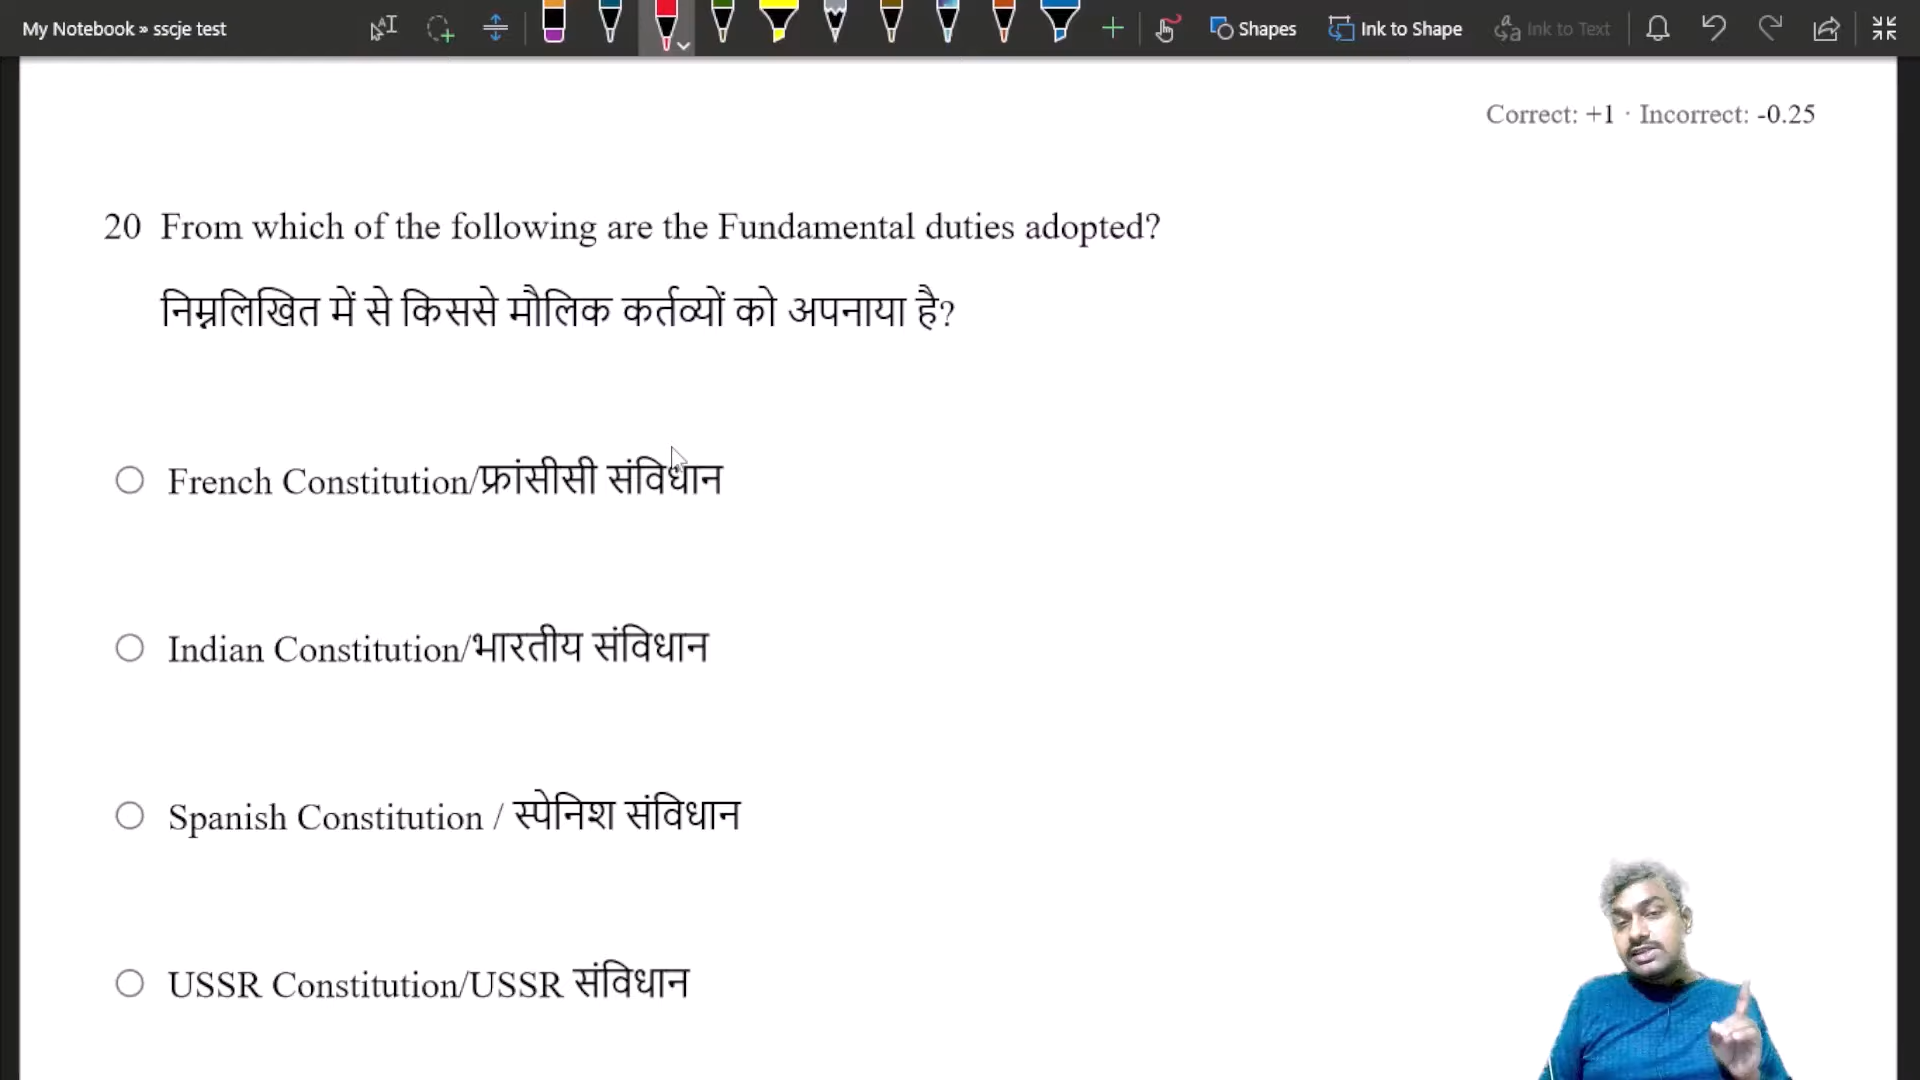 My Notebook » sscje test
Shapes
Ink to Shape
Ink to Text
Correct: +1 · Incorrect: -0.25
20 From which of the following are the Fundamental duties adopted?
निम्नलिखित में से किससे मौलिक कर्तव्यों को अपनाया है?
French Constitution/फ्रांसीसी संविधान
Indian Constitution/भारतीय संविधान
Spanish Constitution / स्पेनिश संविधान
USSR Constitution/USSR संविधान